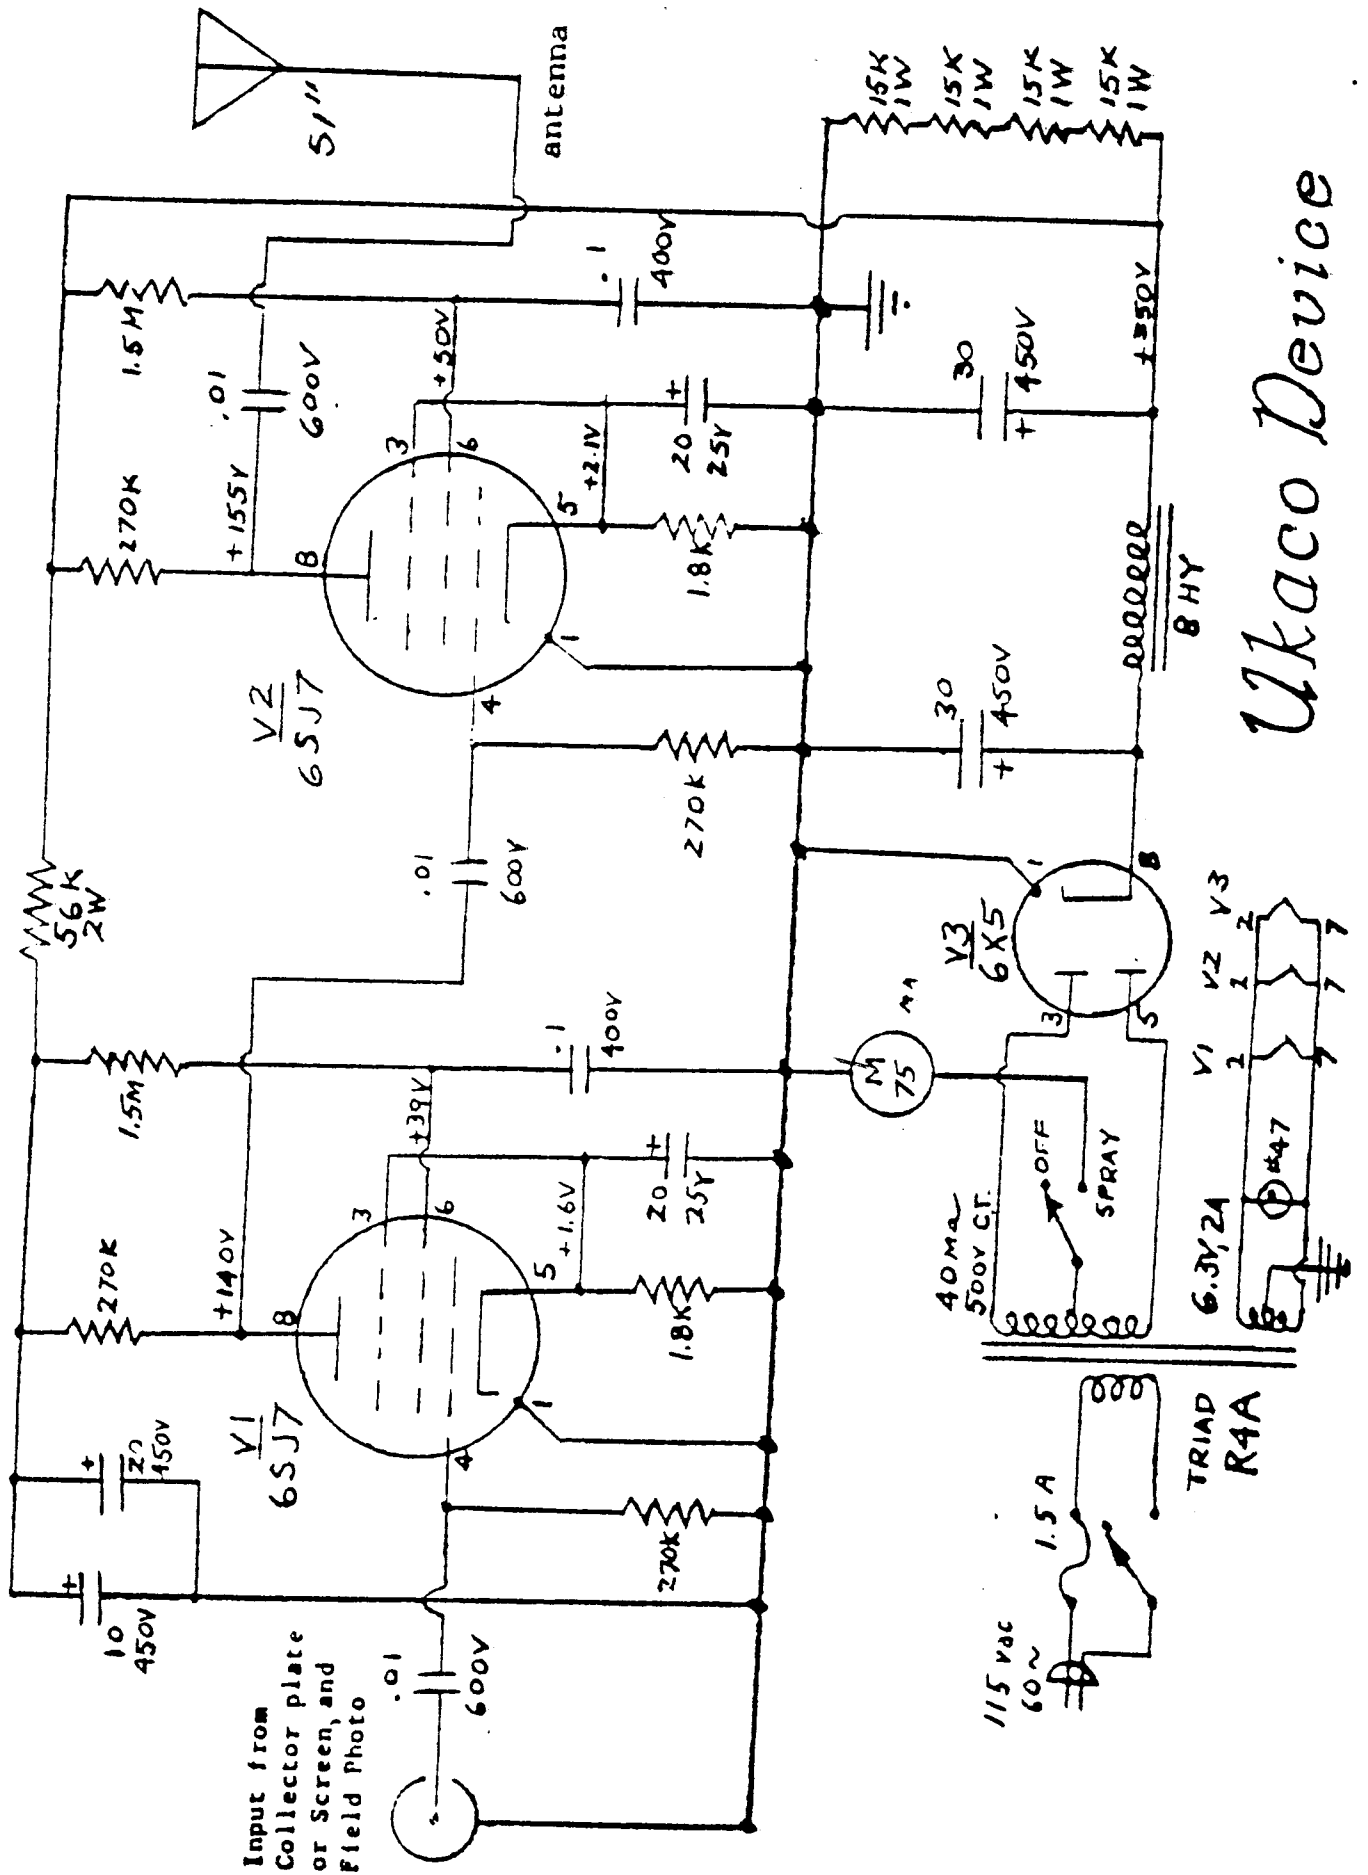 Input from
Collector plate
or Screen, and
Field Photo
.01
600V
10
450V
+
+
450V
V1
6SJ7
270K
+140V
8
4
1
3
6
5
+39V
+1.6V
1.5M
270K
1.8K
20
25V
+
.1
400V
56K
2W
.01
600V
V2
6SJ7
270K
+155V
8
4
1
3
6
5
+50V
+2.1V
1.5M
270K
1.8K
20
25V
+
.1
400V
.01
600V
51"
antenna
115 vac
60~
1.5A
TRIAD
R4A
40Ma
500V C.T.
OFF
SPRAY
M
75
MA
V3
6X5
3
5
1
8
30
450V
+
8 HY
30
450V
+
+350V
15K
1W
15K
1W
15K
1W
15K
1W
6.3V, 2A
#47
V1
2
7
V2
2
7
V3
2
7
Ukaco Device